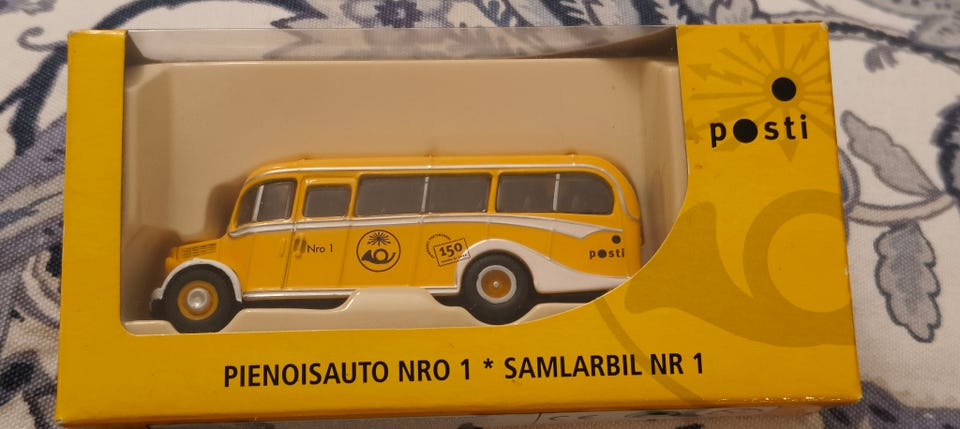 posti
Nro 1
150
posti
PIENOISAUTO NRO 1 * SAMLARBIL NR 1